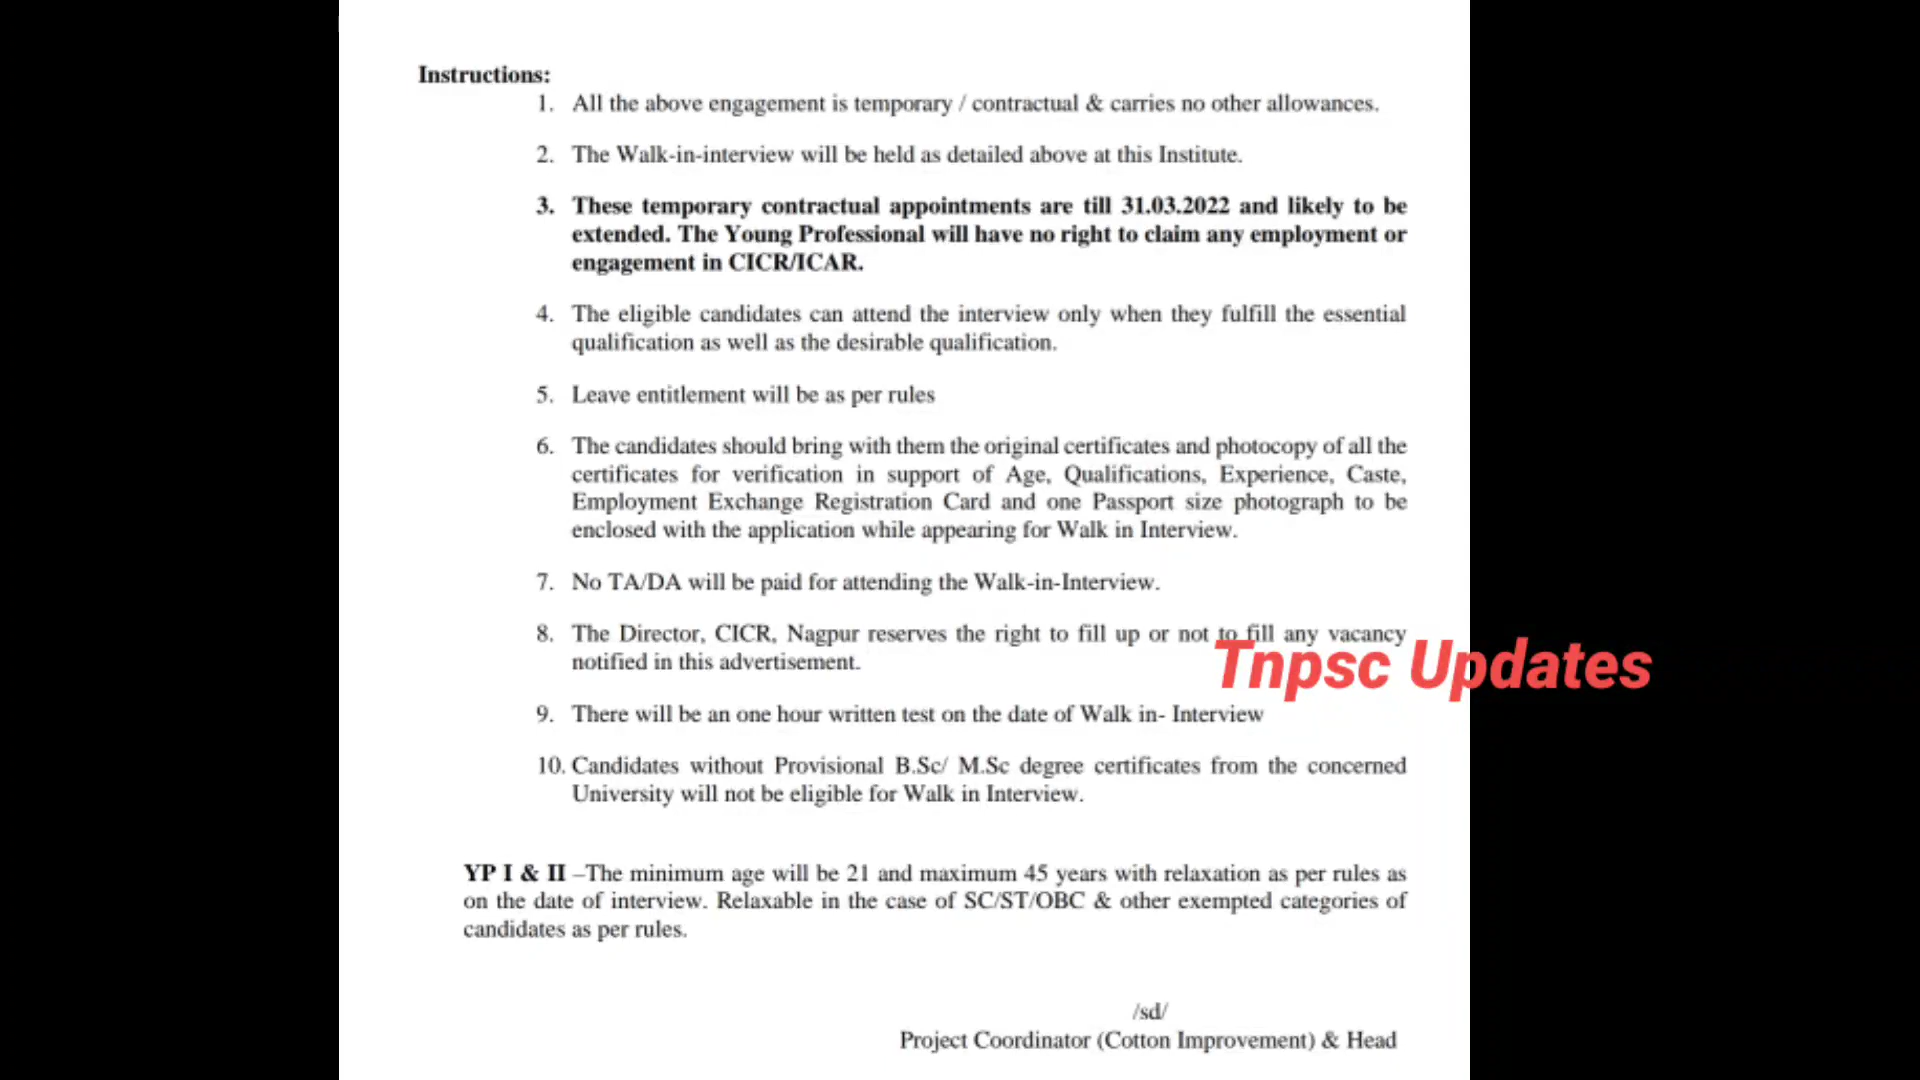 Instructions:
1. All the above engagement is temporary / contractual & carries no other allowances.
2. The Walk-in-interview will be held as detailed above at this Institute.
3. These temporary contractual appointments are till 31.03.2022 and likely to be
extended. The Young Professional will have no right to claim any employment or
engagement in CICR/ICAR.
4. The eligible candidates can attend the interview only when they fulfill the essential
qualification as well as the desirable qualification.
5. Leave entitlement will be as per rules
6. The candidates should bring with them the original certificates and photocopy of all the
certificates for verification in support of Age, Qualifications, Experience, Caste,
Employment Exchange Registration Card and one Passport size photograph to be
enclosed with the application while appearing for Walk in Interview.
7. No TA/DA will be paid for attending the Walk-in-Interview.
8. The Director, CICR, Nagpur reserves the right to fill up or not to fill any vacancy
notified in this advertisement.
Tnpsc Updates
9. There will be an one hour written test on the date of Walk in- Interview
10. Candidates without Provisional B.Sc/ M.Sc degree certificates from the concerned
University will not be eligible for Walk in Interview.
YP I & II –The minimum age will be 21 and maximum 45 years with relaxation as per rules as
on the date of interview. Relaxable in the case of SC/ST/OBC & other exempted categories of
candidates as per rules.
/sd/
Project Coordinator (Cotton Improvement) & Head